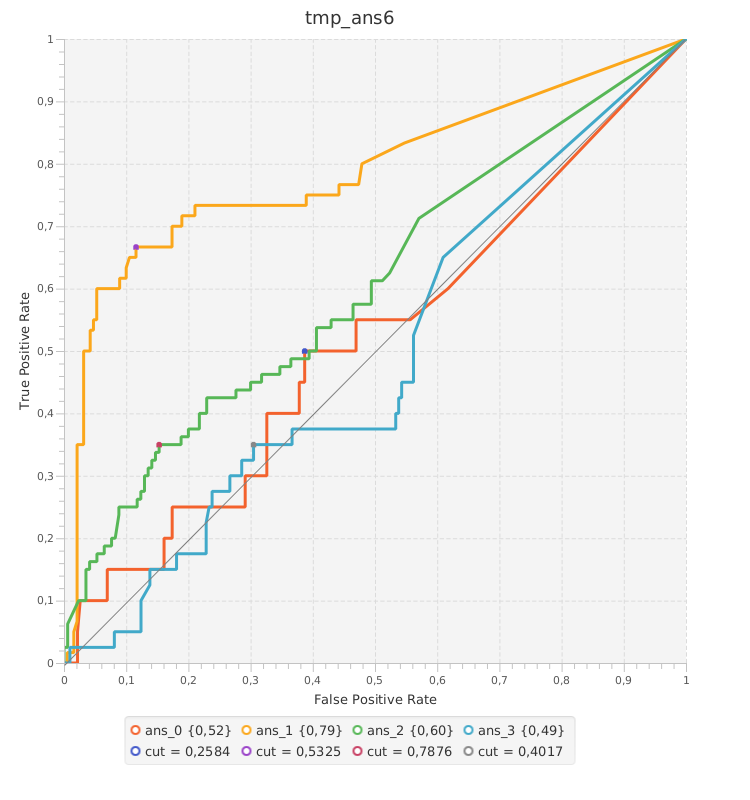 tmp_ans6
1
0,9
0,8
0,7
0,6
0,5
0,4
0,3
0,2
0,1
0
True Positive Rate
0 0,1 0,2 0,3 0,4 0,5 0,6 0,7 0,8 0,9 1
False Positive Rate
ans_0 {0,52} ans_1 {0,79} ans_2 {0,60} ans_3 {0,49}
cut = 0,2584 cut = 0,5325 cut = 0,7876 cut = 0,4017